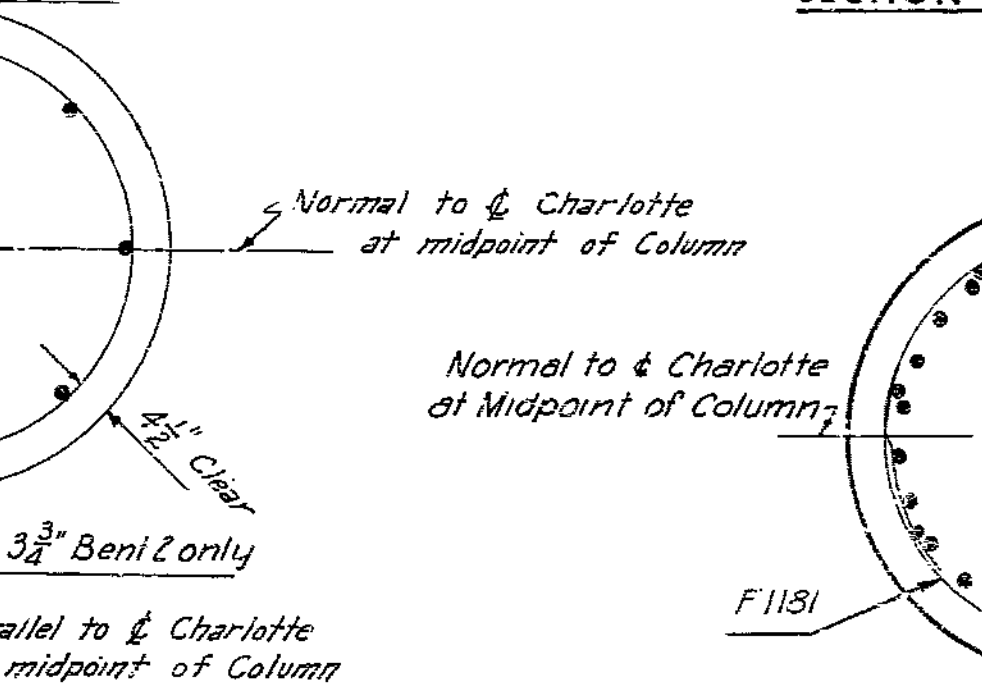 Normal to ℄ Charlotte
at midpoint of Column
Normal to ℄ Charlotte
at Midpoint of Column
4½" Clear
3¾" Bent 2 only
F1181
to ℄ Charlotte
midpoint of Column